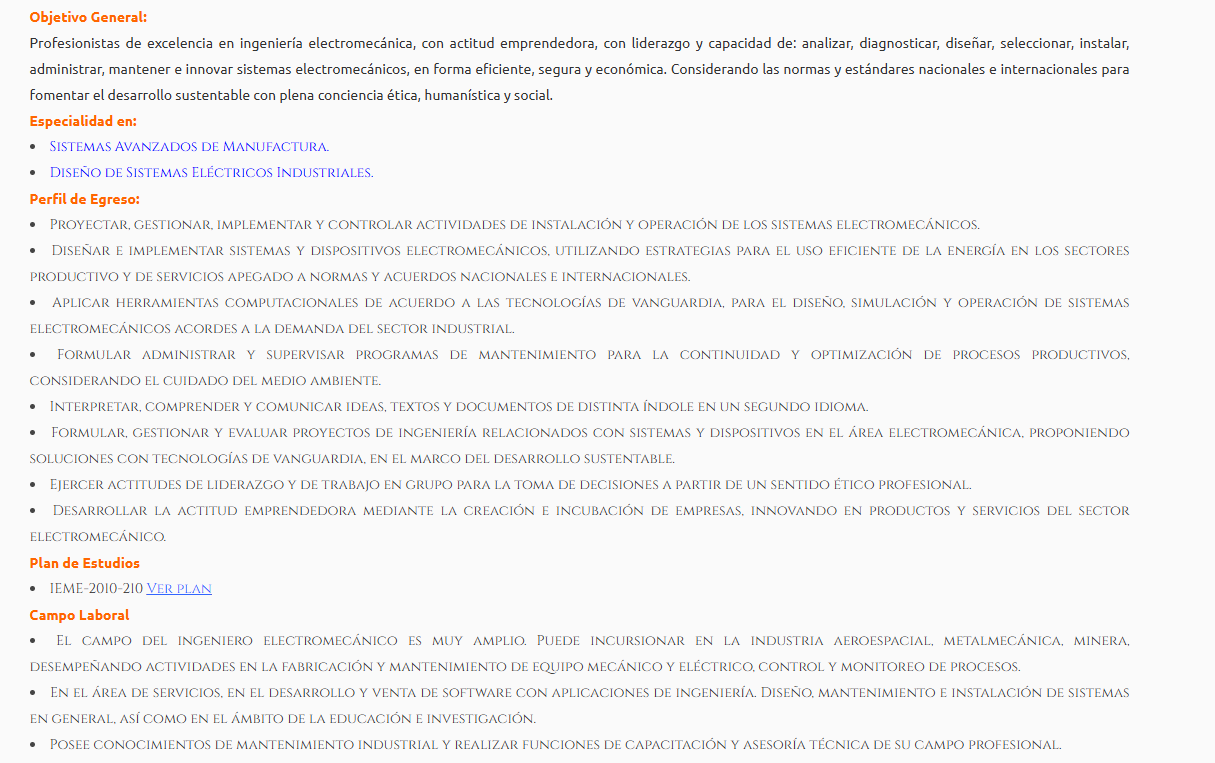 Objetivo General:
Profesionistas de excelencia en ingeniería electromecánica, con actitud emprendedora, con liderazgo y capacidad de: analizar, diagnosticar, diseñar, seleccionar, instalar,
administrar, mantener e innovar sistemas electromecánicos, en forma eficiente, segura y económica. Considerando las normas y estándares nacionales e internacionales para
fomentar el desarrollo sustentable con plena conciencia ética, humanística y social.
Especialidad en:
• Sistemas Avanzados de Manufactura.
• Diseño de Sistemas Eléctricos Industriales.
Perfil de Egreso:
• Proyectar, gestionar, implementar y controlar actividades de instalación y operación de los sistemas electromecánicos.
• Diseñar e implementar sistemas y dispositivos electromecánicos, utilizando estrategias para el uso eficiente de la energía en los sectores
productivo y de servicios apegado a normas y acuerdos nacionales e internacionales.
• Aplicar herramientas computacionales de acuerdo a las tecnologías de vanguardia, para el diseño, simulación y operación de sistemas
electromecánicos acordes a la demanda del sector industrial.
• Formular administrar y supervisar programas de mantenimiento para la continuidad y optimización de procesos productivos,
considerando el cuidado del medio ambiente.
• Interpretar, comprender y comunicar ideas, textos y documentos de distinta índole en un segundo idioma.
• Formular, gestionar y evaluar proyectos de ingeniería relacionados con sistemas y dispositivos en el área electromecánica, proponiendo
soluciones con tecnologías de vanguardia, en el marco del desarrollo sustentable.
• Ejercer actitudes de liderazgo y de trabajo en grupo para la toma de decisiones a partir de un sentido ético profesional.
• Desarrollar la actitud emprendedora mediante la creación e incubación de empresas, innovando en productos y servicios del sector
electromecánico.
Plan de Estudios
• IEME-2010-210 Ver plan
Campo Laboral
• El campo del ingeniero electromecánico es muy amplio. Puede incursionar en la industria aeroespacial, metalmecánica, minera,
desempeñando actividades en la fabricación y mantenimiento de equipo mecánico y eléctrico, control y monitoreo de procesos.
• En el área de servicios, en el desarrollo y venta de software con aplicaciones de ingeniería. Diseño, mantenimiento e instalación de sistemas
en general, así como en el ámbito de la educación e investigación.
• Posee conocimientos de mantenimiento industrial y realizar funciones de capacitación y asesoría técnica de su campo profesional.